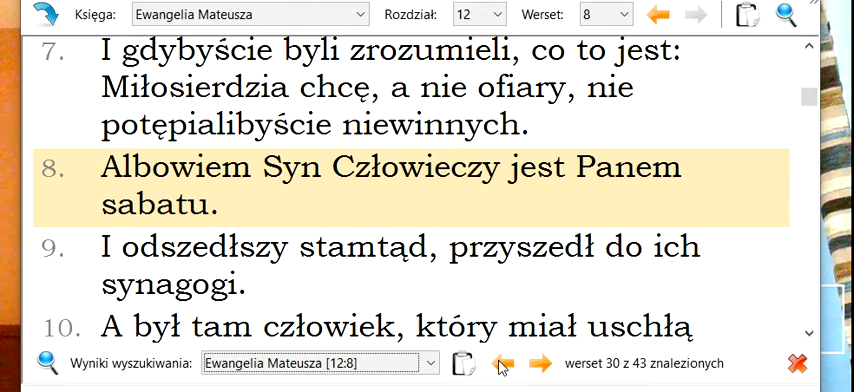 Księga: Ewangelia Mateusza Rozdział: 12 Werset: 8
7. I gdybyście byli zrozumieli, co to jest:
Miłosierdzia chcę, a nie ofiary, nie
potępialibyście niewinnych.
8. Albowiem Syn Człowieczy jest Panem
sabatu.
9. I odszedłszy stamtąd, przyszedł do ich
synagogi.
10. A był tam człowiek, który miał uschłą
Wyniki wyszukiwania: Ewangelia Mateusza [12:8] werset 30 z 43 znalezionych